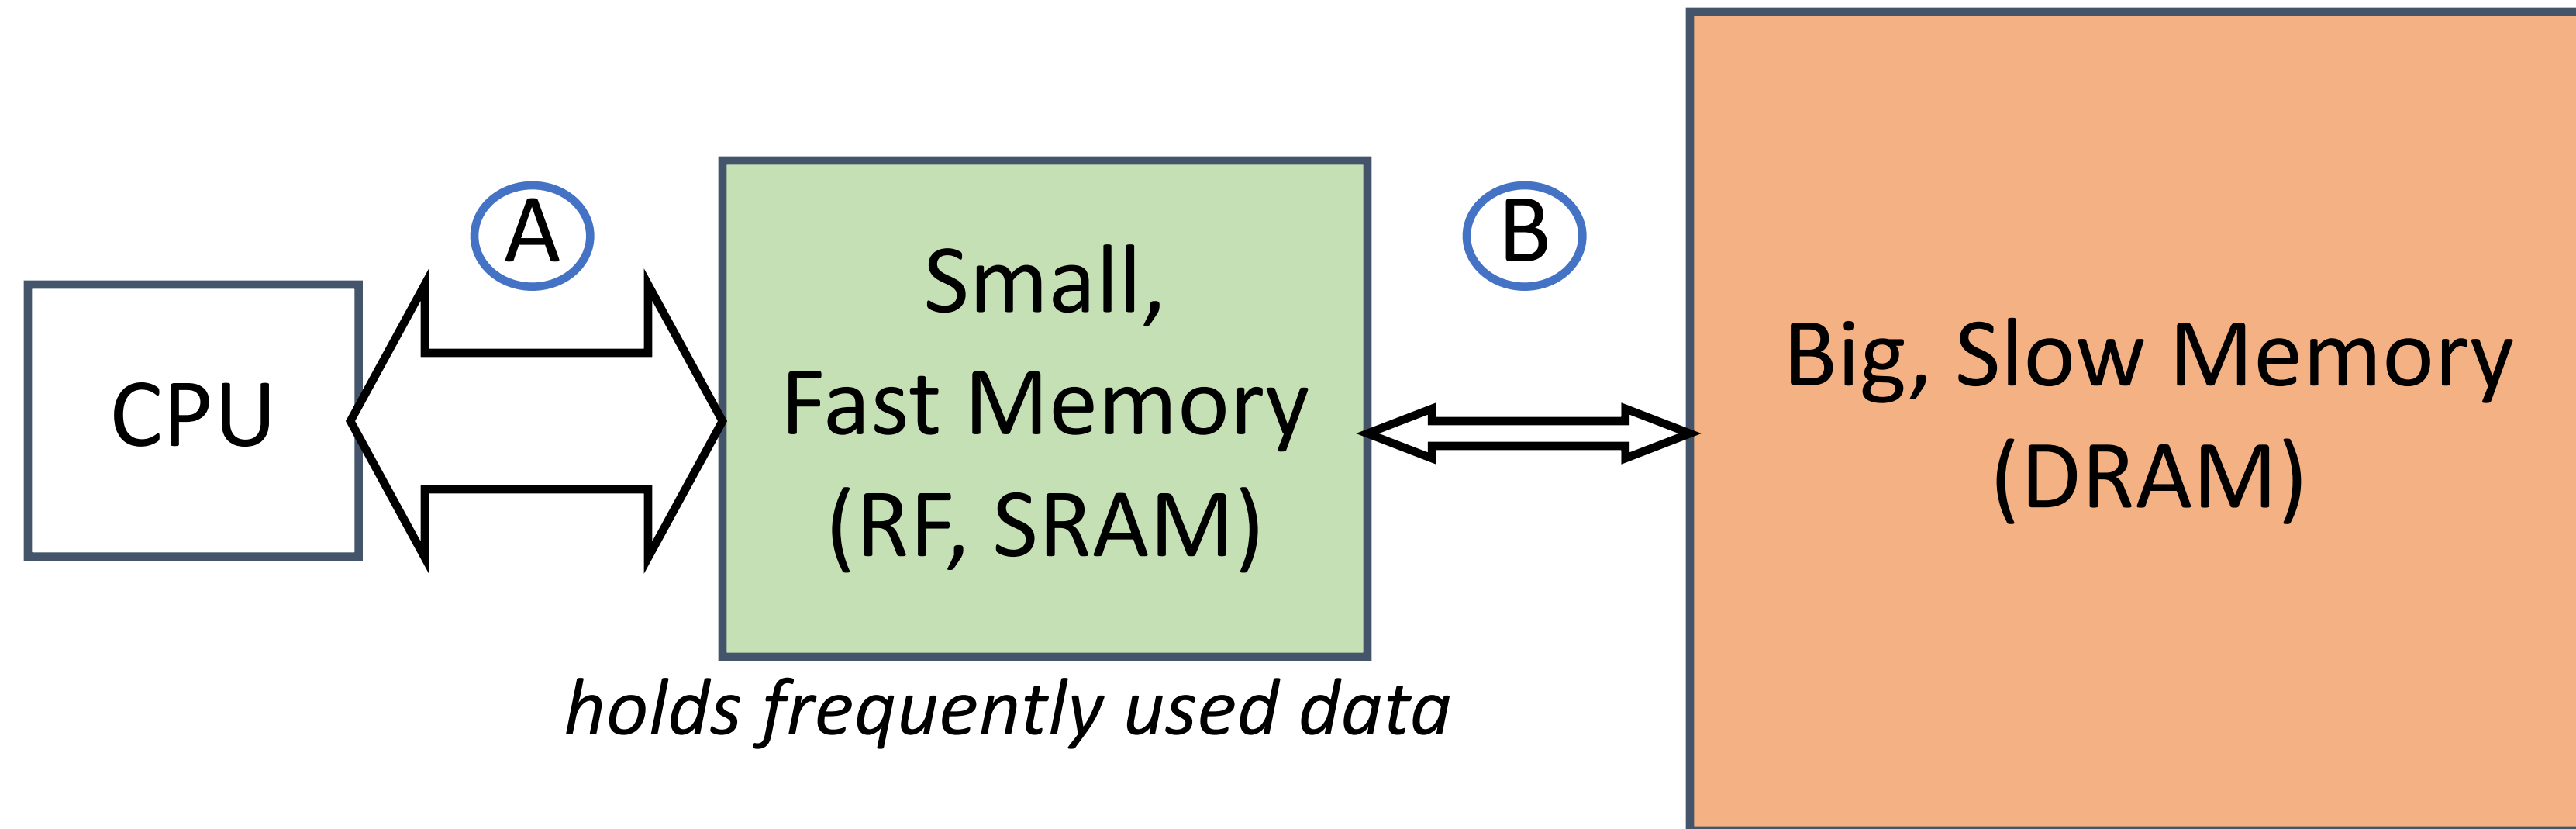 A
B
CPU
Small,
Fast Memory
(RF, SRAM)
Big, Slow Memory
(DRAM)
holds frequently used data